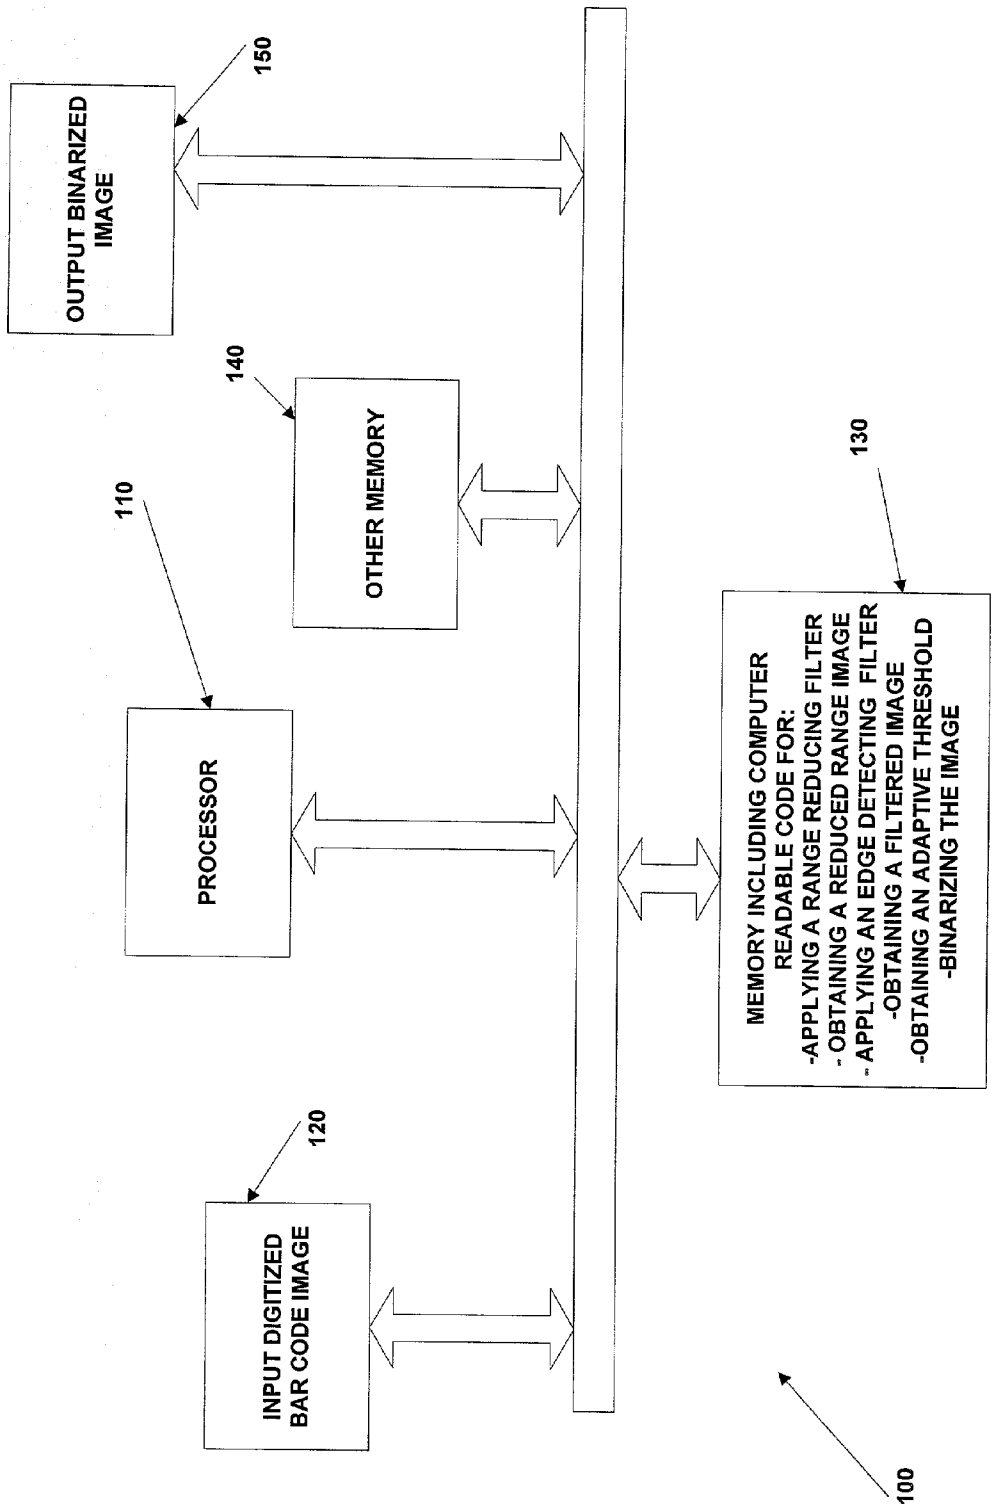 INPUT DIGITIZED
BAR CODE IMAGE
120
PROCESSOR
110
OTHER MEMORY
140
OUTPUT BINARIZED
IMAGE
150
MEMORY INCLUDING COMPUTER
READABLE CODE FOR:
-APPLYING A RANGE REDUCING FILTER
- OBTAINING A REDUCED RANGE IMAGE
- APPLYING AN EDGE DETECTING FILTER
-OBTAINING A FILTERED IMAGE
-OBTAINING AN ADAPTIVE THRESHOLD
-BINARIZING THE IMAGE
130
100